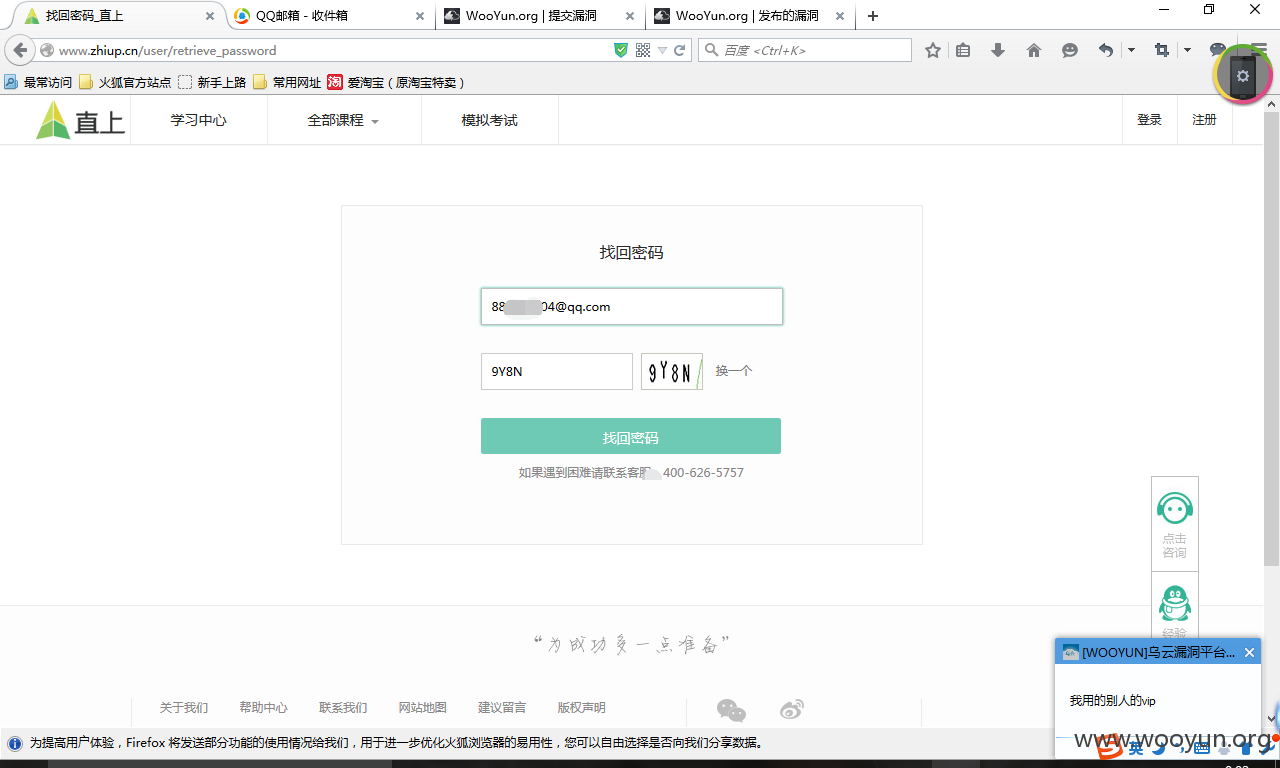 找回密码_直上
QQ邮箱 - 收件箱
WooYun.org | 提交漏洞
WooYun.org | 发布的漏洞
www.zhiup.cn/user/retrieve_password
百度 <Ctrl+K>
最常访问 火狐官方站点 新手上路 常用网址 淘 爱淘宝（原淘宝特卖）
直上 学习中心 全部课程 模拟考试 登录 注册
找回密码
88 04@qq.com
9Y8N 9Y8N 换一个
找回密码
如果遇到困难请联系客服 400-626-5757
点击
咨询
经验
“为成功多一点准备”
[WOOYUN]乌云漏洞平台...
我用的别人的vip
关于我们 帮助中心 联系我们 网站地图 建议留言 版权声明
为提高用户体验，Firefox 将发送部分功能的使用情况给我们，用于进一步优化火狐浏览器的易用性，您可以自由选择是否向我们分享数据。
www.wooyun.org
英